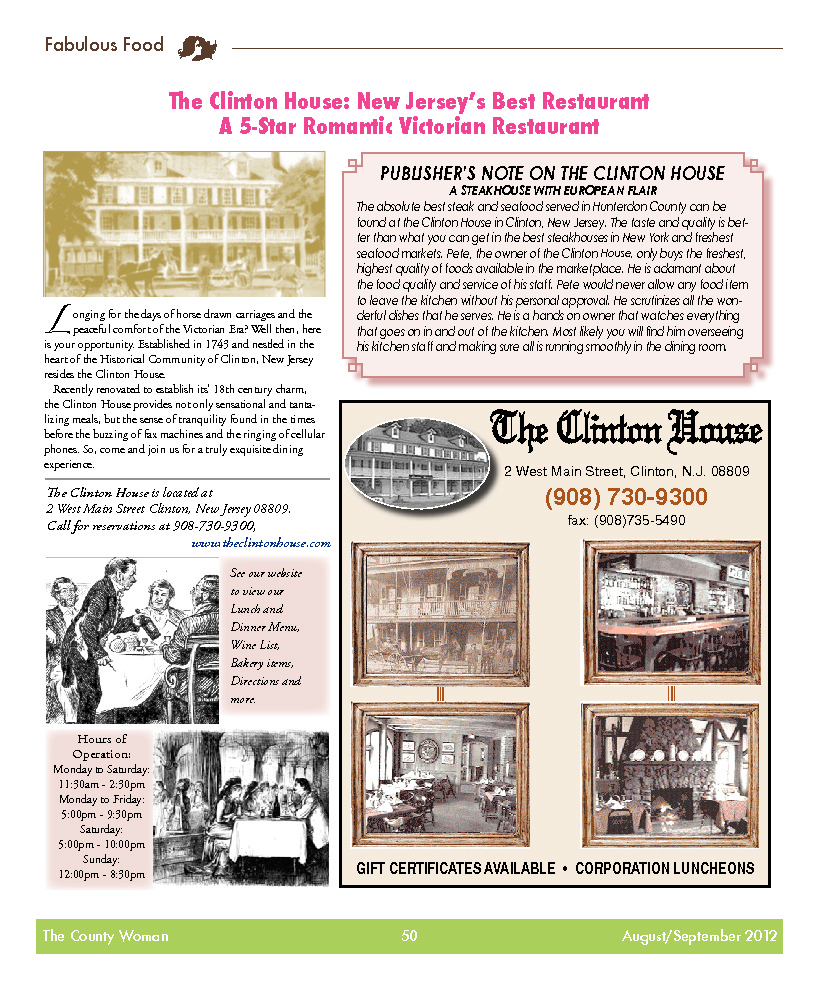 Fabulous Food
The Clinton House: New Jersey's Best Restaurant
A 5-Star Romantic Victorian Restaurant
Longing for the days of horse drawn carriages and the
peaceful comfort of the Victorian Era? Well then, here
is your opportunity. Established in 1743 and nestled in the
heart of the Historical Community of Clinton, New Jersey
resides the Clinton House.
Recently renovated to establish its' 18th century charm,
the Clinton House provides not only sensational and tanta-
lizing meals, but the sense of tranquility found in the times
before the buzzing of fax machines and the ringing of cellular
phones. So, come and join us for a truly exquisite dining
experience.
The Clinton House is located at
2 West Main Street Clinton, New Jersey 08809.
Call for reservations at 908-730-9300,
www.theclintonhouse.com
See our website
to view our
Lunch and
Dinner Menu,
Wine List,
Bakery items,
Directions and
more.
Hours of
Operation:
Monday to Saturday:
11:30am - 2:30pm
Monday to Friday:
5:00pm - 9:30pm
Saturday:
5:00pm - 10:00pm
Sunday:
12:00pm - 8:30pm
PUBLISHER'S NOTE ON THE CLINTON HOUSE
A STEAKHOUSE WITH EUROPEAN FLAIR
The absolute best steak and seafood served in Hunterdon County can be
found at the Clinton House in Clinton, New Jersey. The taste and quality is bet-
ter than what you can get in the best steakhouses in New York and freshest
seafood markets. Pete, the owner of the Clinton House, only buys the freshest,
highest quality of foods available in the marketplace. He is adamant about
the food quality and service of his staff. Pete would never allow any food item
to leave the kitchen without his personal approval. He scrutinizes all the won-
derful dishes that he serves. He is a hands on owner that watches everything
that goes on in and out of the kitchen. Most likely you will find him overseeing
his kitchen staff and making sure all is running smoothly in the dining room.
The Clinton House
2 West Main Street, Clinton, N.J. 08809
(908) 730-9300
fax: (908)735-5490
GIFT CERTIFICATES AVAILABLE • CORPORATION LUNCHEONS
The County Woman
50
August/September 2012